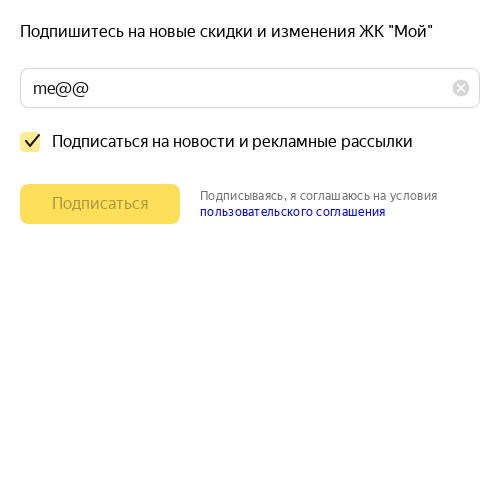 Подпишитесь на новые скидки и изменения ЖК "Мой"
me@@
Подписаться на новости и рекламные рассылки
Подписаться
Подписываясь, я соглашаюсь на условия
пользовательского соглашения